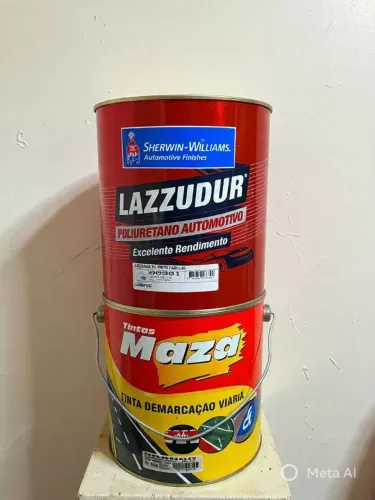 SHERWIN-WILLIAMS.
Automotive Finishes
LAZZUDUR
POLIURETANO AUTOMOTIVO
Excelente Rendimento
Tintas
Maza
TINTA DEMARCAÇÃO VIÁRIA
Meta AI